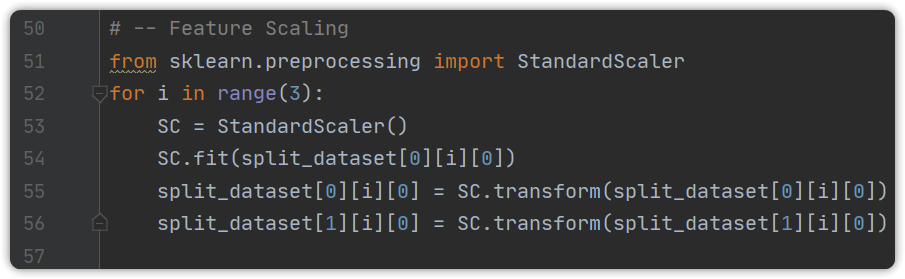 50 # -- Feature Scaling
51 from sklearn.preprocessing import StandardScaler
52 for i in range(3):
53     SC = StandardScaler()
54     SC.fit(split_dataset[0][i][0])
55     split_dataset[0][i][0] = SC.transform(split_dataset[0][i][0])
56     split_dataset[1][i][0] = SC.transform(split_dataset[1][i][0])
57